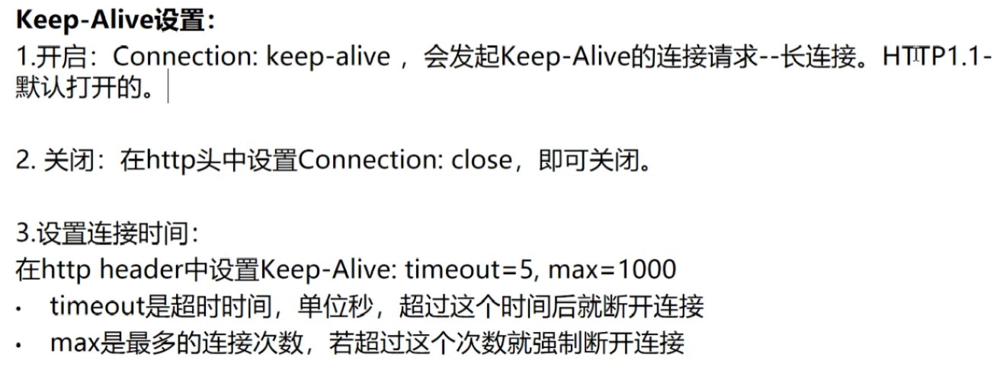 Keep-Alive设置：
1.开启：Connection: keep-alive ，会发起Keep-Alive的连接请求--长连接。HTTP1.1-
默认打开的。
2. 关闭：在http头中设置Connection: close，即可关闭。
3.设置连接时间：
在http header中设置Keep-Alive: timeout=5, max=1000
• timeout是超时时间，单位秒，超过这个时间后就断开连接
• max是最多的连接次数，若超过这个次数就强制断开连接